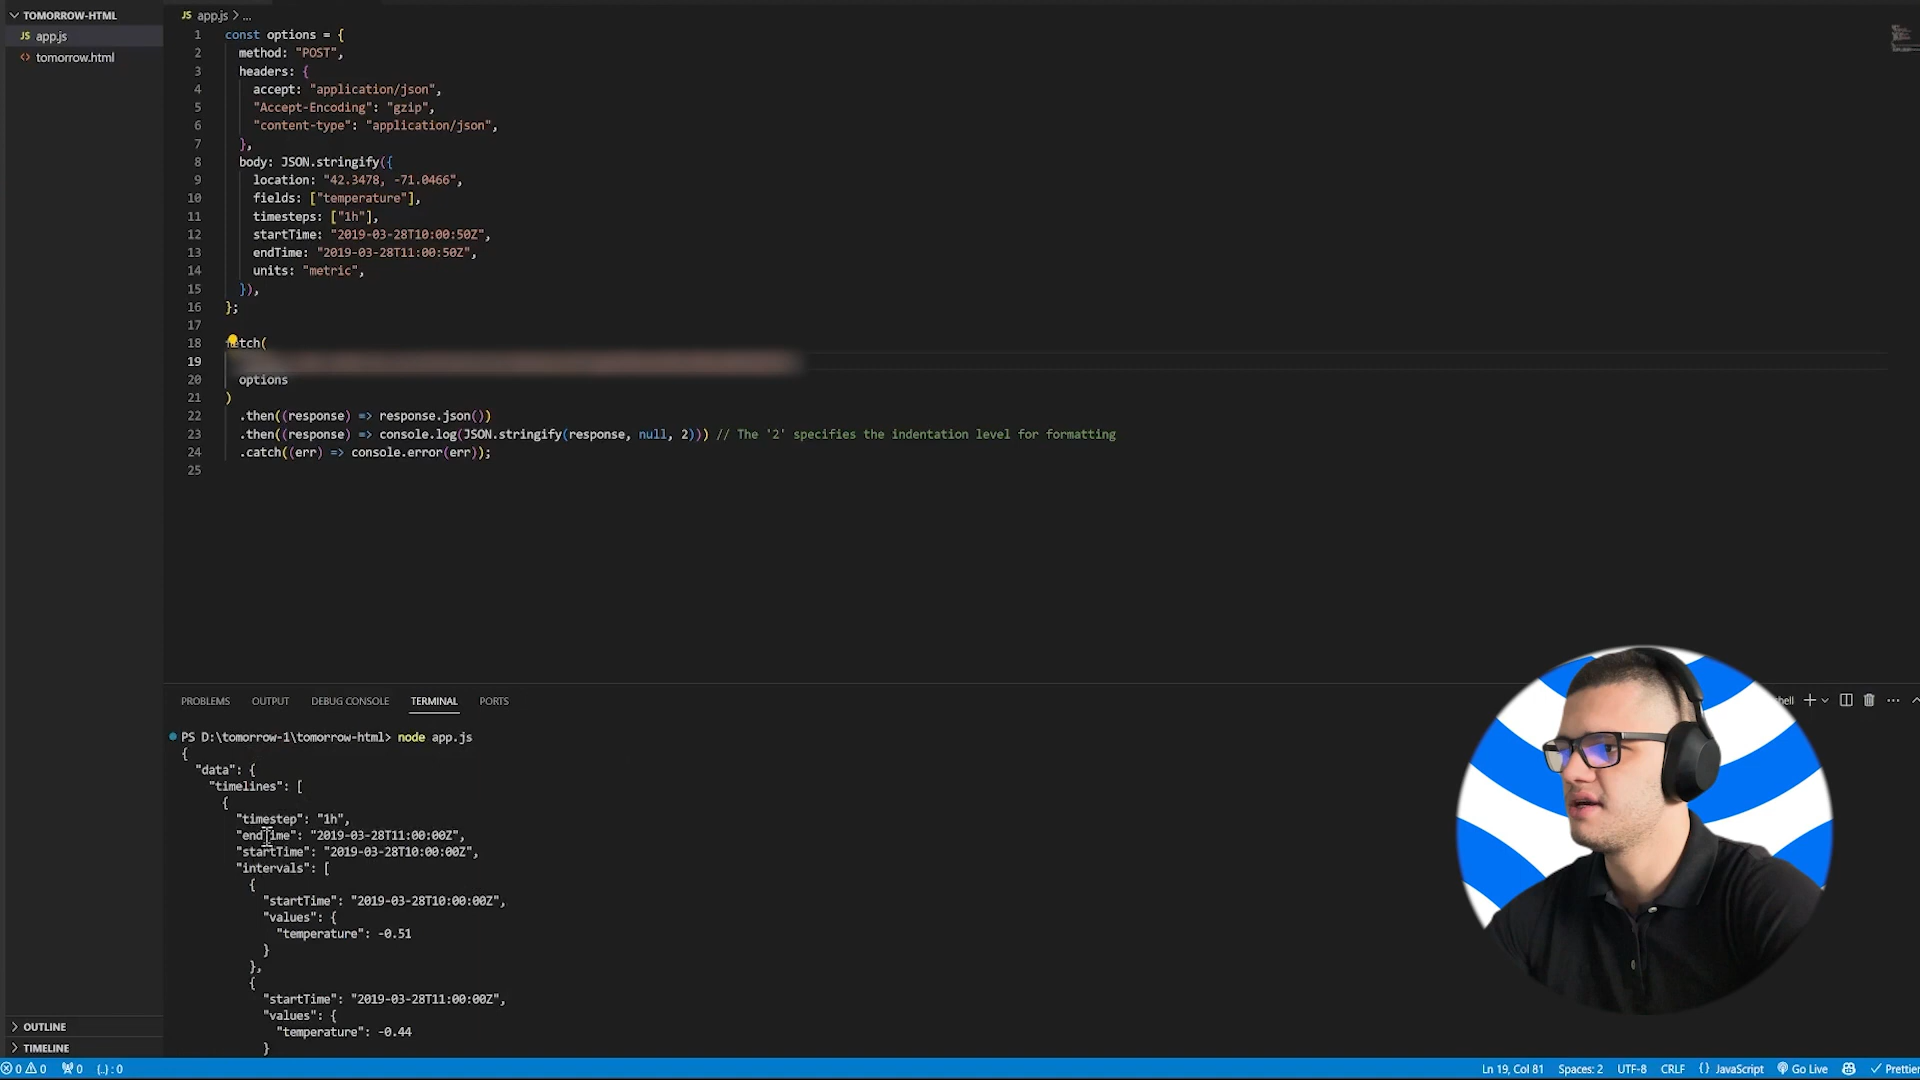 TOMORROW-HTML
JS app.js
<> tomorrow.html
JS app.js > ...
1 const options = {
2 method: "POST",
3 headers: {
4 accept: "application/json",
5 "Accept-Encoding": "gzip",
6 "content-type": "application/json",
7 },
8 body: JSON.stringify({
9 location: "42.3478, -71.0466",
10 fields: ["temperature"],
11 timesteps: ["1h"],
12 startTime: "2019-03-28T10:00:50Z",
13 endTime: "2019-03-28T11:00:50Z",
14 units: "metric",
15 }),
16 };
17
18 fetch(
19
20 options
21 )
22 .then((response) => response.json())
23 .then((response) => console.log(JSON.stringify(response, null, 2))) // The '2' specifies the indentation level for formatting
24 .catch((err) => console.error(err));
25
PROBLEMS OUTPUT DEBUG CONSOLE TERMINAL PORTS
PS D:\tomorrow-1\tomorrow-html> node app.js
{
"data": {
"timelines": [
{
"timestep": "1h",
"endTime": "2019-03-28T11:00:00Z",
"startTime": "2019-03-28T10:00:00Z",
"intervals": [
{
"startTime": "2019-03-28T10:00:00Z",
"values": {
"temperature": -0.51
}
},
{
"startTime": "2019-03-28T11:00:00Z",
"values": {
"temperature": -0.44
}
OUTLINE
TIMELINE
0 0 0 {..} : 0 Ln 19, Col 81 Spaces: 2 UTF-8 CRLF {} JavaScript Go Live Prettier